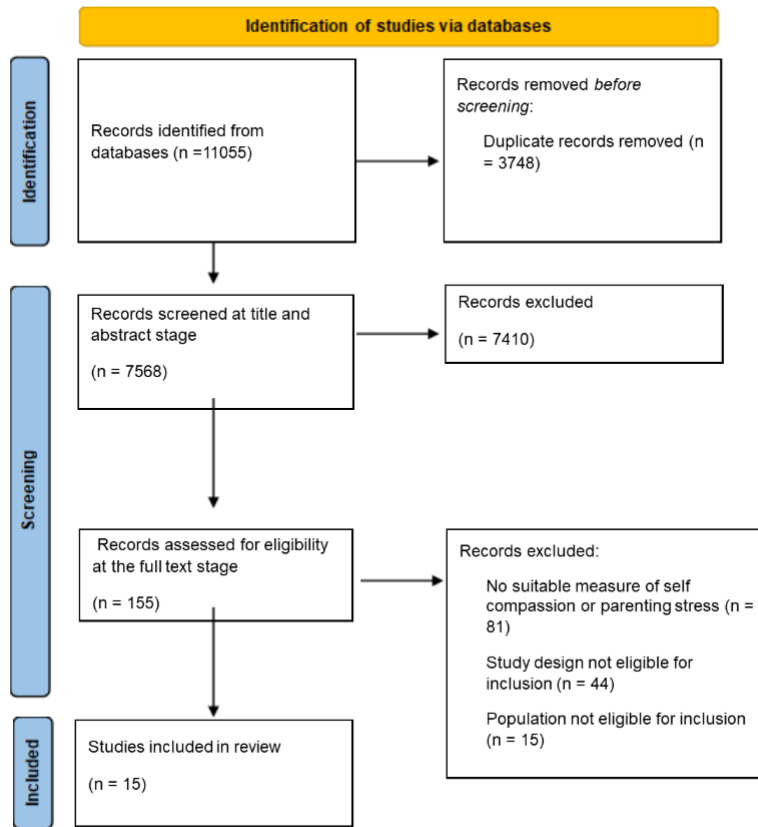 Identification of studies via databases
Identification
Records identified from
databases (n =11055)
Records removed before
screening:
Duplicate records removed (n
= 3748)
Screening
Records screened at title and
abstract stage
(n = 7568)
Records excluded
(n = 7410)
Records assessed for eligibility
at the full text stage
(n = 155)
Records excluded:
No suitable measure of self
compassion or parenting stress (n =
81)
Study design not eligible for
inclusion (n = 44)
Population not eligible for inclusion
(n = 15)
Included
Studies included in review
(n = 15)